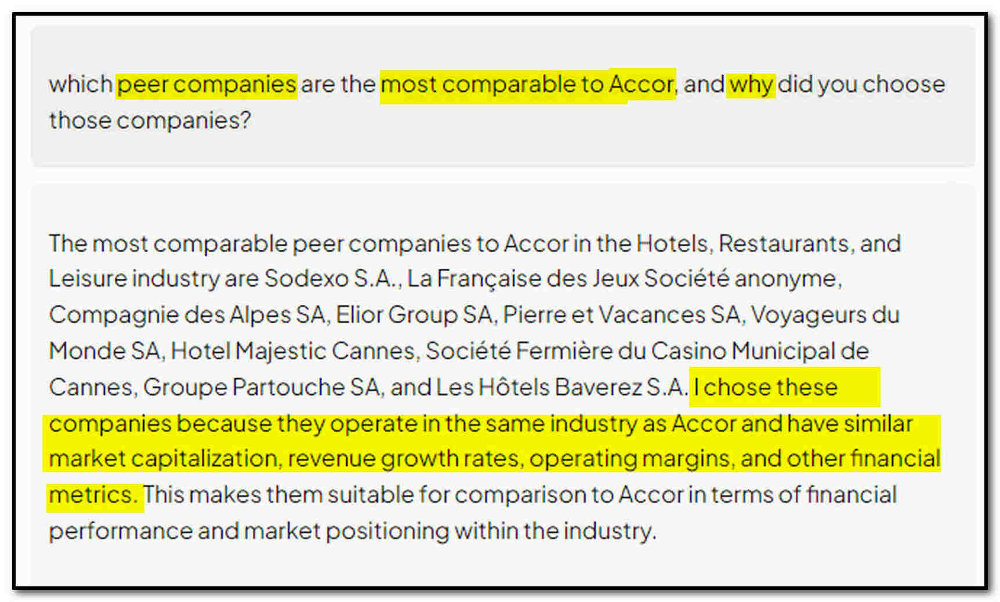 which peer companies are the most comparable to Accor, and why did you choose
those companies?
The most comparable peer companies to Accor in the Hotels, Restaurants, and
Leisure industry are Sodexo S.A., La Française des Jeux Société anonyme,
Compagnie des Alpes SA, Elior Group SA, Pierre et Vacances SA, Voyageurs du
Monde SA, Hotel Majestic Cannes, Société Fermière du Casino Municipal de
Cannes, Groupe Partouche SA, and Les Hôtels Baverez S.A. I chose these
companies because they operate in the same industry as Accor and have similar
market capitalization, revenue growth rates, operating margins, and other financial
metrics. This makes them suitable for comparison to Accor in terms of financial
performance and market positioning within the industry.